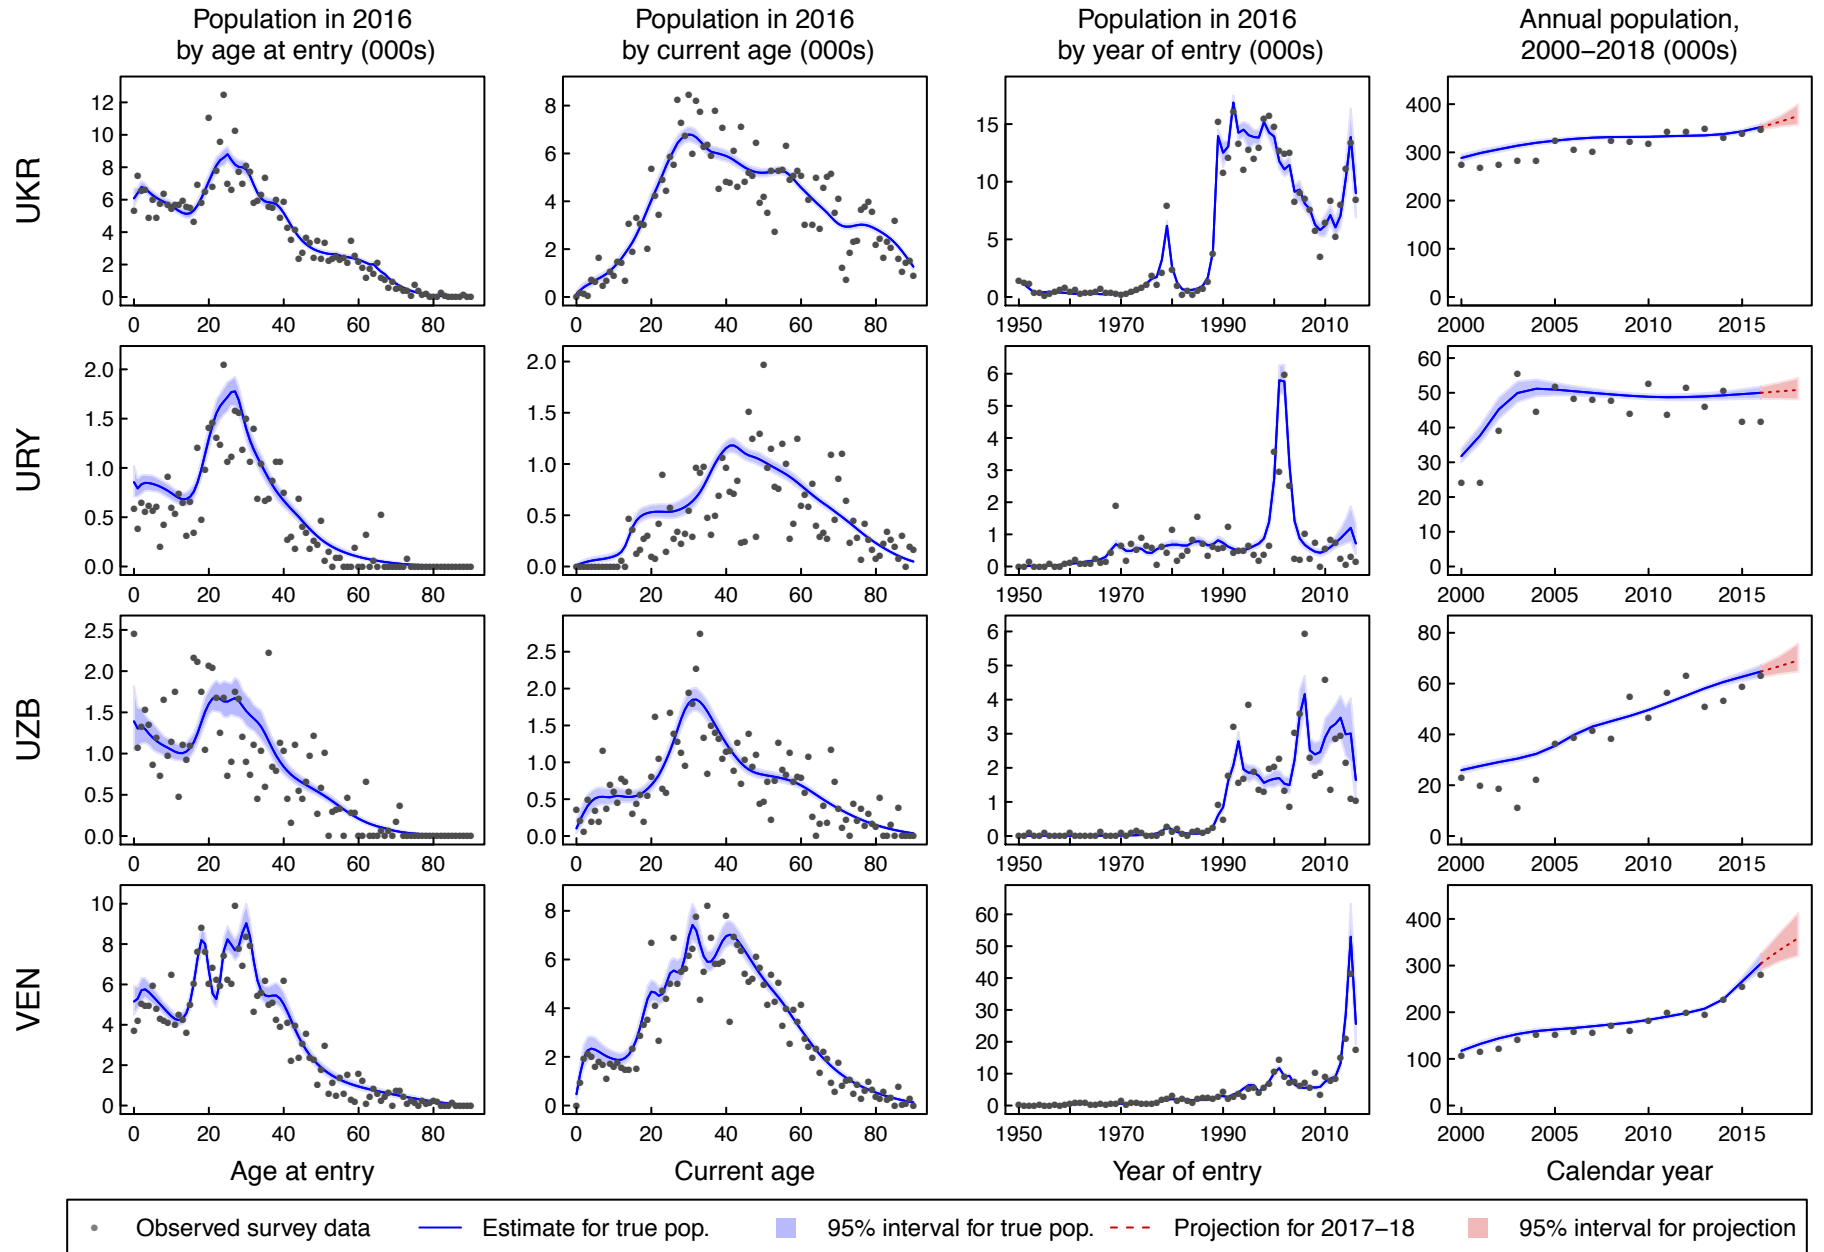 Population in 2016
by age at entry (000s)
Population in 2016
by current age (000s)
Population in 2016
by year of entry (000s)
Annual population,
2000−2018 (000s)
UKR
0 2 4 6 8 10 12
0 20 40 60 80
0 2 4 6 8
0 20 40 60 80
0 5 10 15
1950 1970 1990 2010
0 100 200 300 400
2000 2005 2010 2015
URY
0.0 0.5 1.0 1.5 2.0
0 20 40 60 80
0.0 0.5 1.0 1.5 2.0
0 20 40 60 80
0 1 2 3 4 5 6
1950 1970 1990 2010
0 10 20 30 40 50 60
2000 2005 2010 2015
UZB
0.0 0.5 1.0 1.5 2.0 2.5
0 20 40 60 80
0.0 0.5 1.0 1.5 2.0 2.5
0 20 40 60 80
0 1 2 3 4 5 6
1950 1970 1990 2010
0 20 40 60 80
2000 2005 2010 2015
VEN
0 2 4 6 8 10
0 20 40 60 80
0 2 4 6 8
0 20 40 60 80
0 10 20 30 40 50 60
1950 1970 1990 2010
0 100 200 300 400
2000 2005 2010 2015
Age at entry
Current age
Year of entry
Calendar year
Observed survey data
Estimate for true pop.
95% interval for true pop.
Projection for 2017−18
95% interval for projection